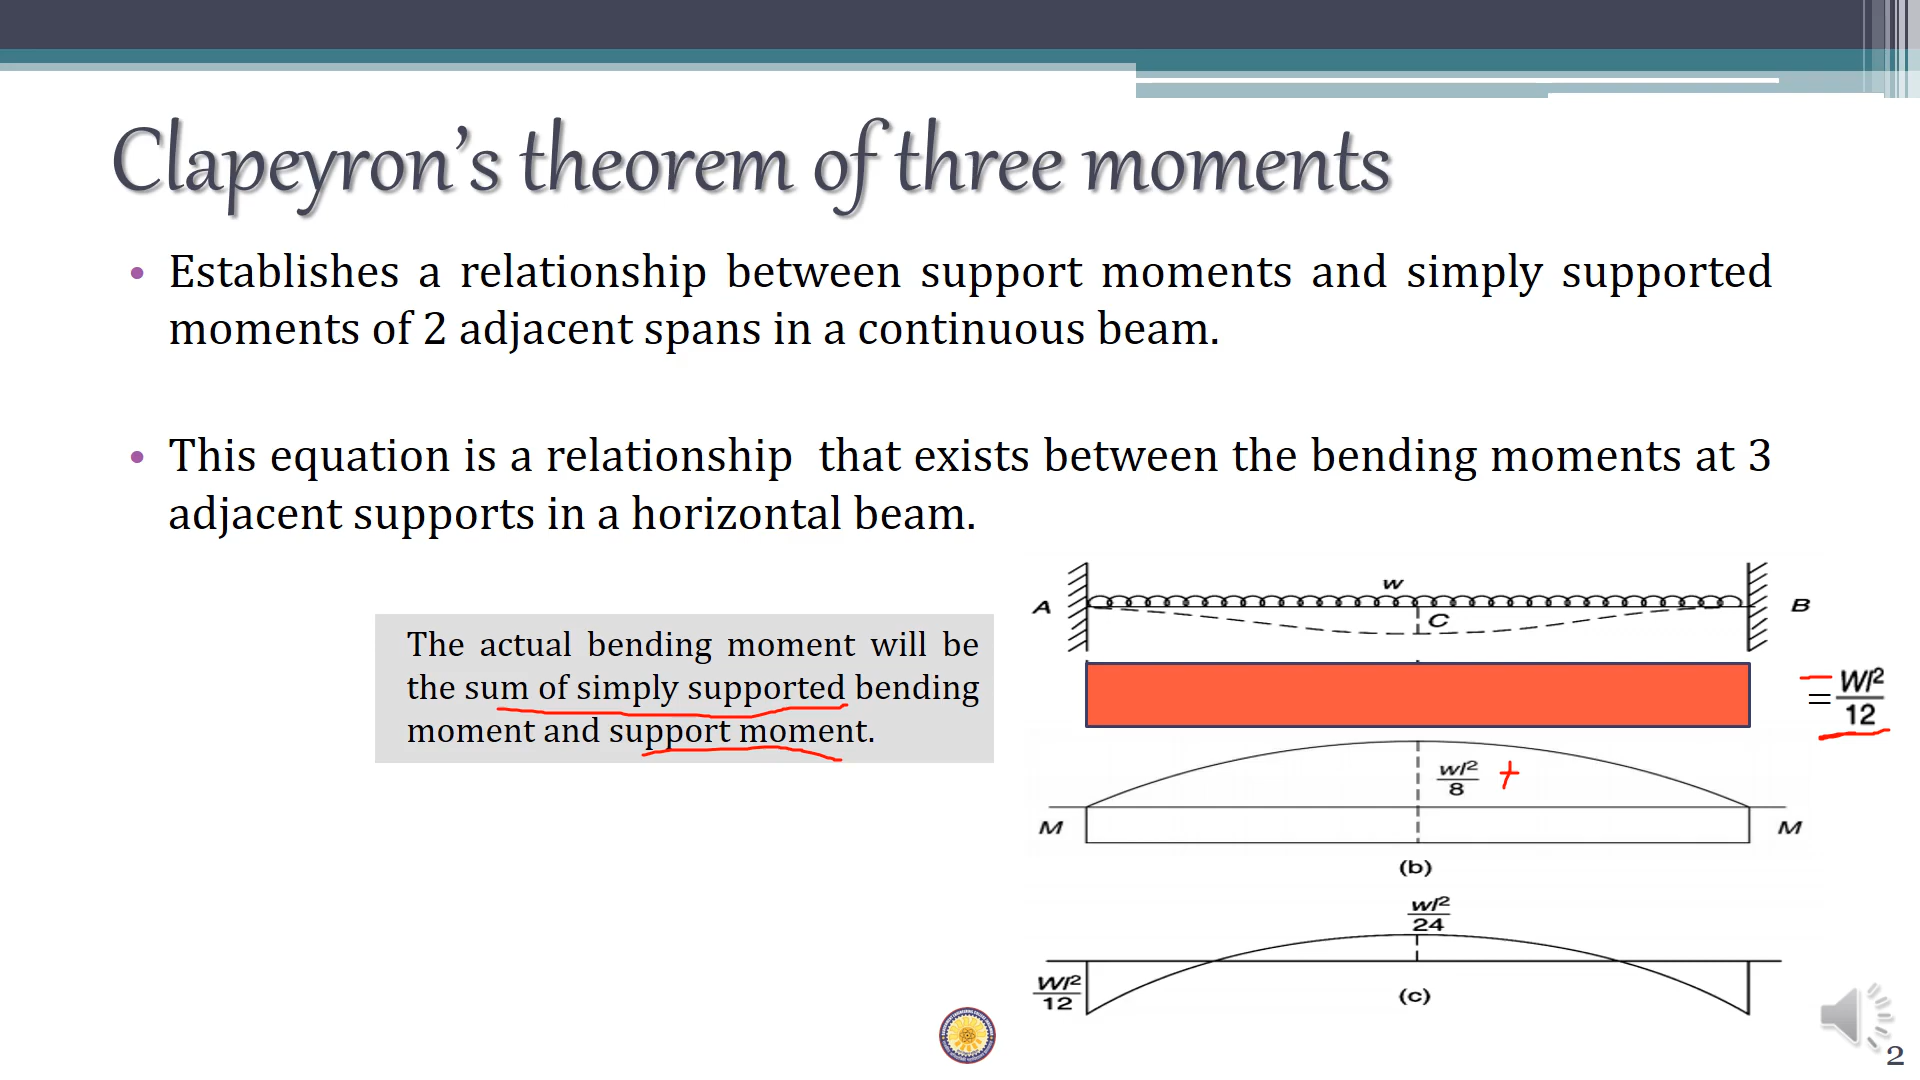 Clapeyron’s theorem of three moments
• Establishes a relationship between support moments and simply supported
moments of 2 adjacent spans in a continuous beam.
• This equation is a relationship that exists between the bending moments at 3
adjacent supports in a horizontal beam.
The actual bending moment will be
the sum of simply supported bending
moment and support moment.
w
A
C
B
= Wl²/12
wl²/8 +
M
M
(b)
wl²/24
Wl²/12
(c)
2